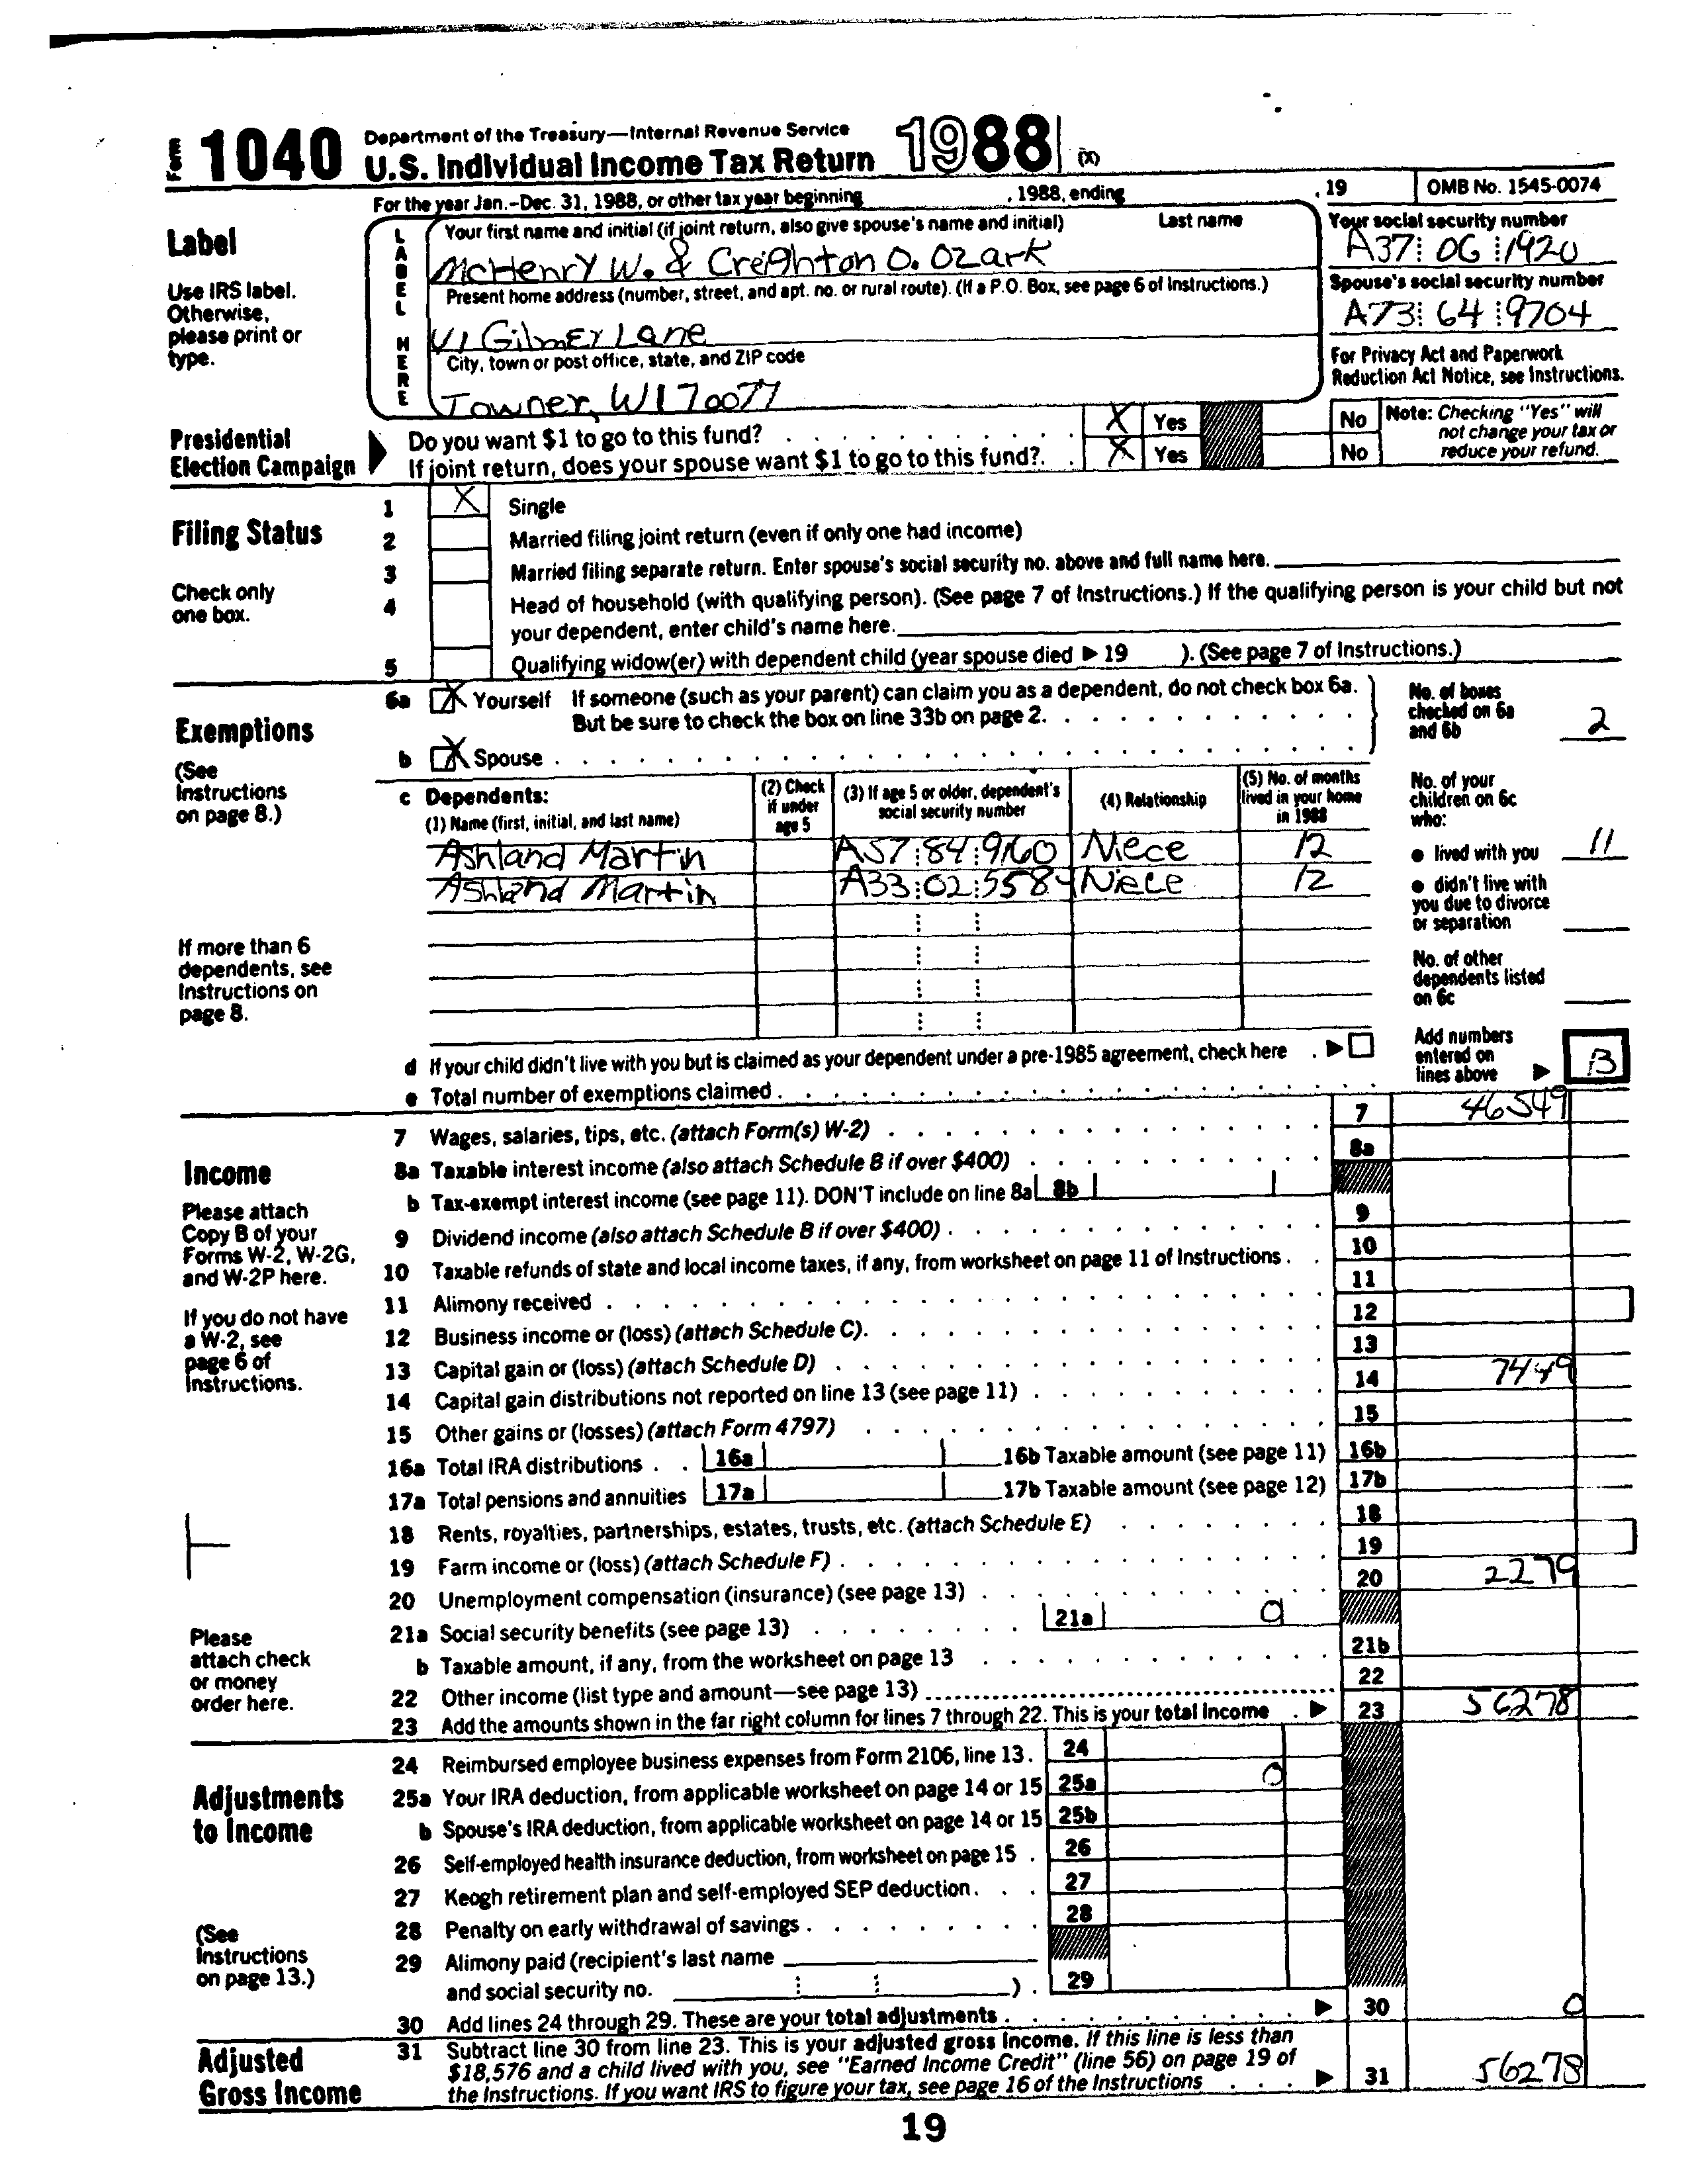 Form 1040 Department of the Treasury—Internal Revenue Service
U.S. Individual Income Tax Return 1988 (X)
For the year Jan.-Dec. 31, 1988, or other tax year beginning , 1988, ending , 19 OMB No. 1545-0074
Label
Use IRS label.
Otherwise,
please print or
type.
LABEL HERE
Your first name and initial (if joint return, also give spouse's name and initial) Last name
McHenry W. & Creighton O. Ozark
Your social security number
A37 06 1920
Present home address (number, street, and apt. no. or rural route). (If a P.O. Box, see page 6 of Instructions.)
Lane
Spouse's social security number
A73 64 9704
City, town or post office, state, and ZIP code
Towner, WI 70077
For Privacy Act and Paperwork
Reduction Act Notice, see Instructions.
Presidential
Election Campaign
Do you want $1 to go to this fund? X Yes No
If joint return, does your spouse want $1 to go to this fund? X Yes No
Note: Checking "Yes" will
not change your tax or
reduce your refund.
Filing Status
Check only
one box.
1 X Single
2 Married filing joint return (even if only one had income)
3 Married filing separate return. Enter spouse's social security no. above and full name here.
4 Head of household (with qualifying person). (See page 7 of Instructions.) If the qualifying person is your child but not
your dependent, enter child's name here.
5 Qualifying widow(er) with dependent child (year spouse died ▶ 19 ). (See page 7 of Instructions.)
Exemptions
(See
Instructions
on page 8.)
6a X Yourself If someone (such as your parent) can claim you as a dependent, do not check box 6a.
But be sure to check the box on line 33b on page 2.
b X Spouse
No. of boxes
checked on 6a
and 6b 2
c Dependents:
(1) Name (first, initial, and last name)
(2) Check
if under
age 5
(3) If age 5 or older, dependent's
social security number
(4) Relationship
(5) No. of months
lived in your home
in 1988
Ashland Martin A57 84 9160 Niece 12
Ashland Martin A33 02 5584 Niece 12
No. of your
children on 6c
who:
● lived with you 11
● didn't live with
you due to divorce
or separation
No. of other
dependents listed
on 6c
If more than 6
dependents, see
Instructions on
page 8.
d If your child didn't live with you but is claimed as your dependent under a pre-1985 agreement, check here ▶
e Total number of exemptions claimed
Add numbers
entered on
lines above ▶ 13
Income
Please attach
Copy B of your
Forms W-2, W-2G,
and W-2P here.
If you do not have
a W-2, see
page 6 of
Instructions.
Please
attach check
or money
order here.
7 Wages, salaries, tips, etc. (attach Form(s) W-2) 7 46549
8a Taxable interest income (also attach Schedule B if over $400) 8a
b Tax-exempt interest income (see page 11). DON'T include on line 8a 8b
9 Dividend income (also attach Schedule B if over $400) 9
10 Taxable refunds of state and local income taxes, if any, from worksheet on page 11 of Instructions 10
11 Alimony received 11
12 Business income or (loss) (attach Schedule C) 12
13 Capital gain or (loss) (attach Schedule D) 13
14 Capital gain distributions not reported on line 13 (see page 11) 14 7449
15 Other gains or (losses) (attach Form 4797) 15
16a Total IRA distributions 16a 16b Taxable amount (see page 11) 16b
17a Total pensions and annuities 17a 17b Taxable amount (see page 12) 17b
18 Rents, royalties, partnerships, estates, trusts, etc. (attach Schedule E) 18
19 Farm income or (loss) (attach Schedule F) 19
20 Unemployment compensation (insurance) (see page 13) 20 2279
21a Social security benefits (see page 13) 21a 0
b Taxable amount, if any, from the worksheet on page 13 21b
22 Other income (list type and amount—see page 13) 22
23 Add the amounts shown in the far right column for lines 7 through 22. This is your total income ▶ 23 56278
Adjustments
to Income
(See
Instructions
on page 13.)
24 Reimbursed employee business expenses from Form 2106, line 13 24
25a Your IRA deduction, from applicable worksheet on page 14 or 15 25a 0
b Spouse's IRA deduction, from applicable worksheet on page 14 or 15 25b
26 Self-employed health insurance deduction, from worksheet on page 15 26
27 Keogh retirement plan and self-employed SEP deduction 27
28 Penalty on early withdrawal of savings 28
29 Alimony paid (recipient's last name
and social security no. ) 29
30 Add lines 24 through 29. These are your total adjustments ▶ 30 0
Adjusted
Gross Income
31 Subtract line 30 from line 23. This is your adjusted gross income. If this line is less than
$18,576 and a child lived with you, see "Earned Income Credit" (line 56) on page 19 of
the Instructions. If you want IRS to figure your tax, see page 16 of the Instructions ▶ 31 56278
19